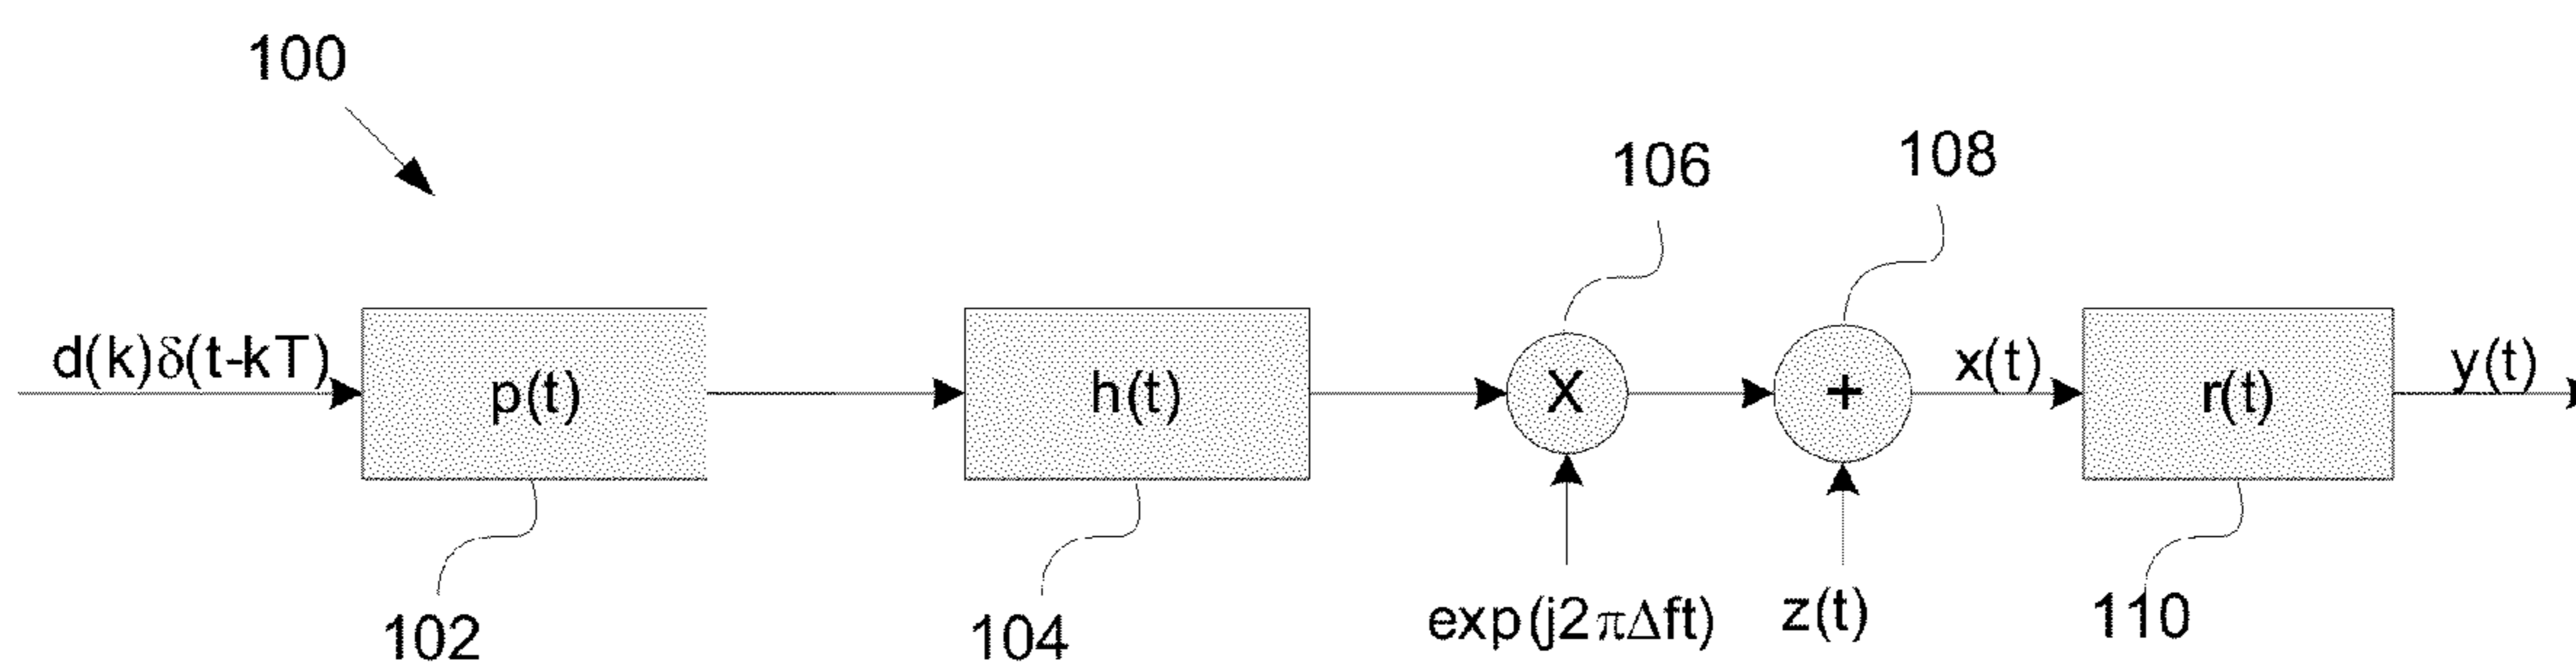 100
106
108
d(k)δ(t-kT)
p(t)
h(t)
X
+
x(t)
r(t)
y(t)
102
104
exp(j2πΔft)
z(t)
110